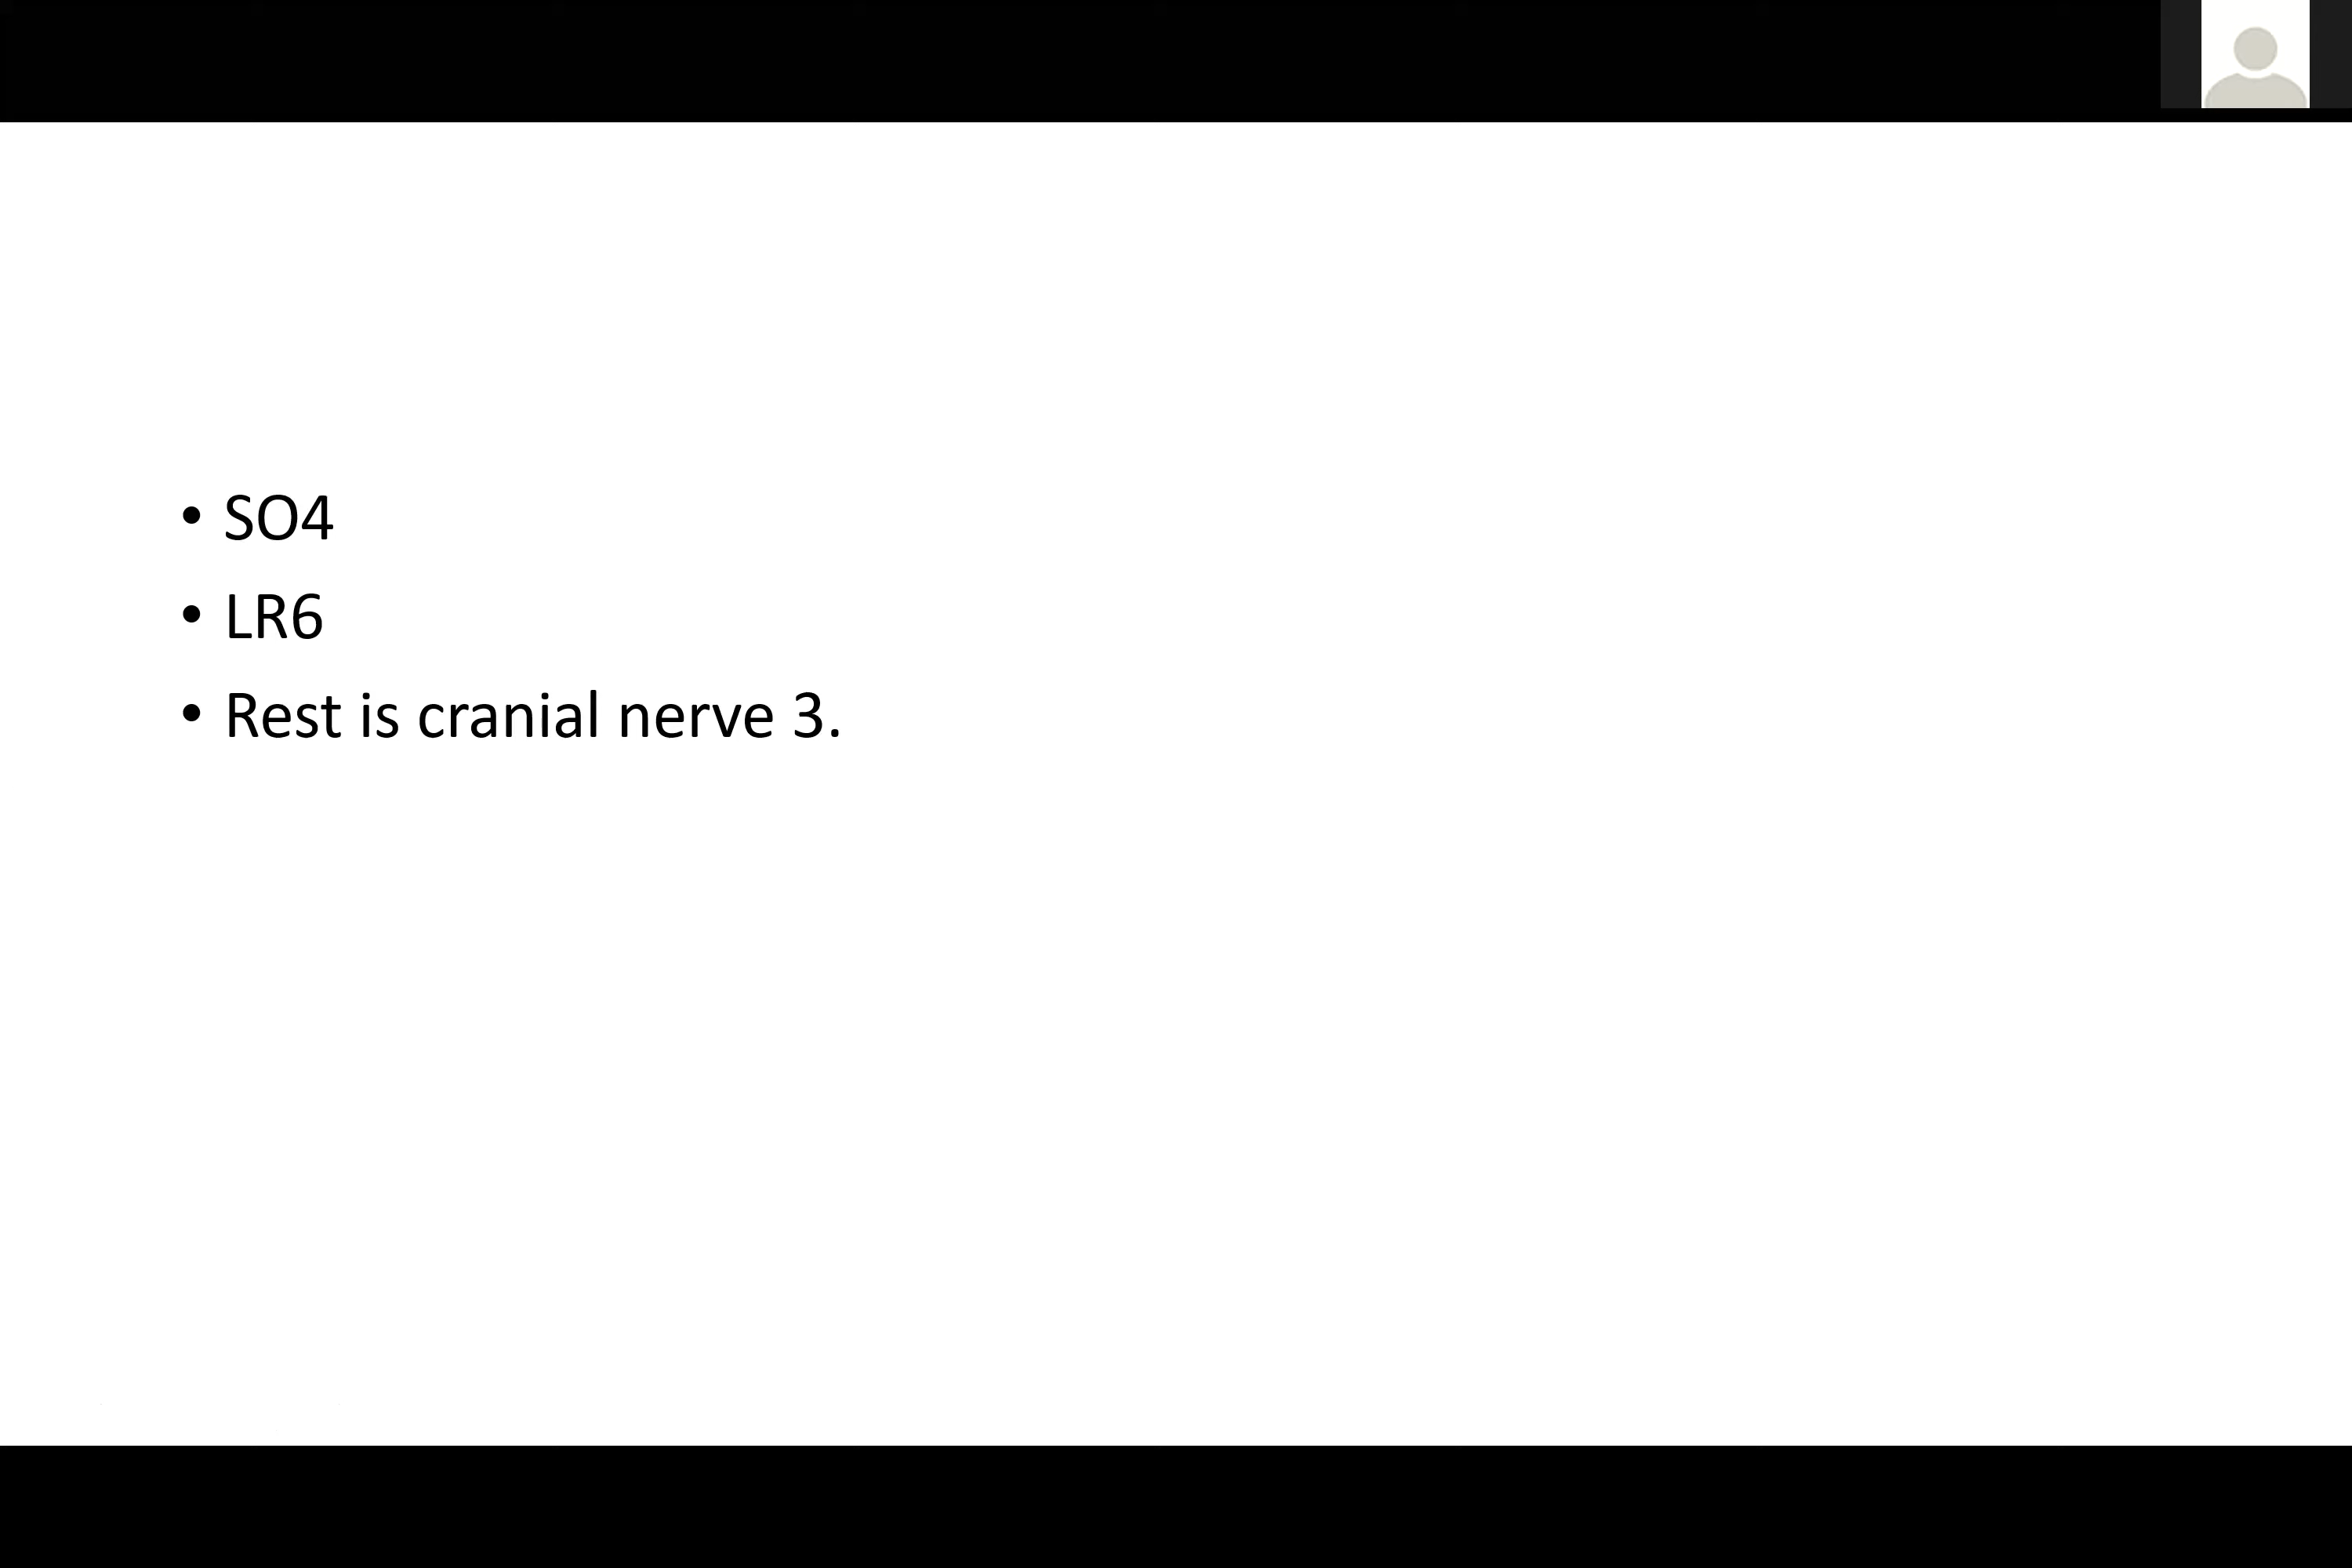 • SO4
• LR6
• Rest is cranial nerve 3.